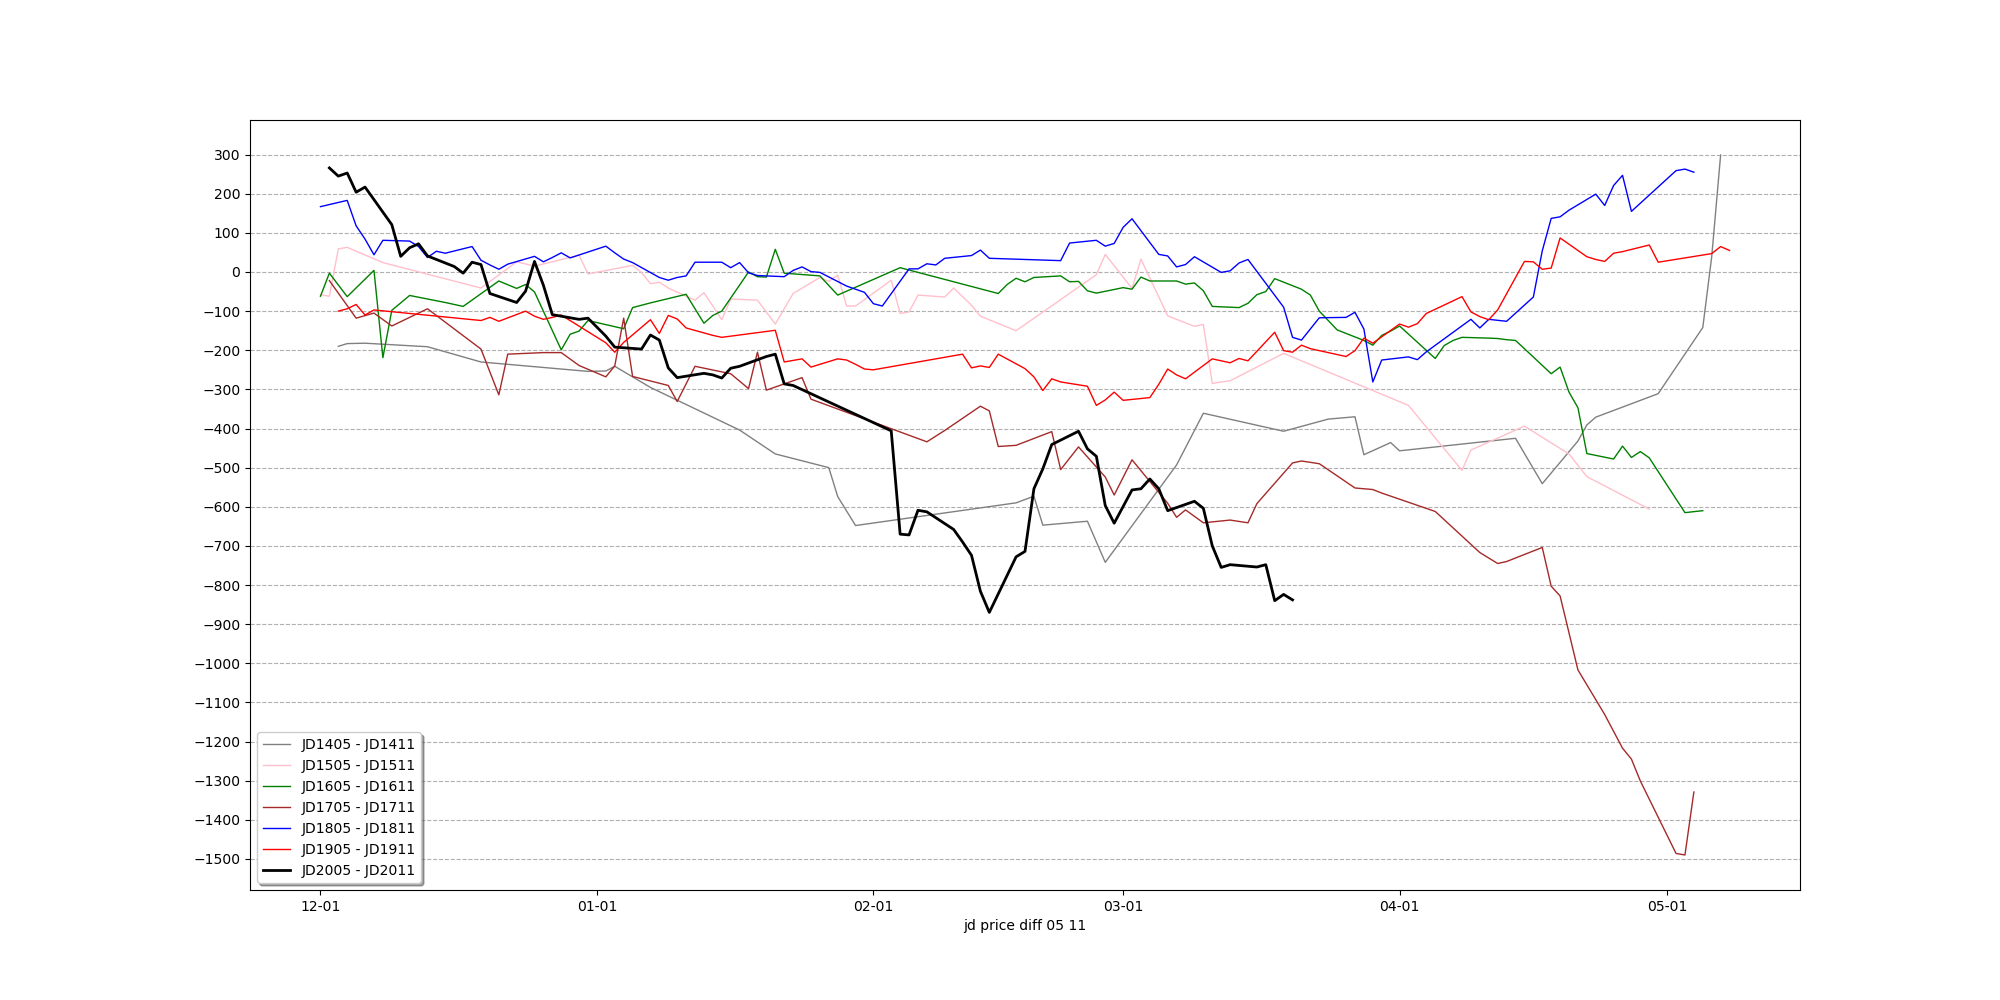 300
200
100
0
−100
−200
−300
−400
−500
−600
−700
−800
−900
−1000
−1100
−1200
−1300
−1400
−1500
JD1405 - JD1411
JD1505 - JD1511
JD1605 - JD1611
JD1705 - JD1711
JD1805 - JD1811
JD1905 - JD1911
JD2005 - JD2011
12-01 01-01 02-01 03-01 04-01 05-01
jd price diff 05 11